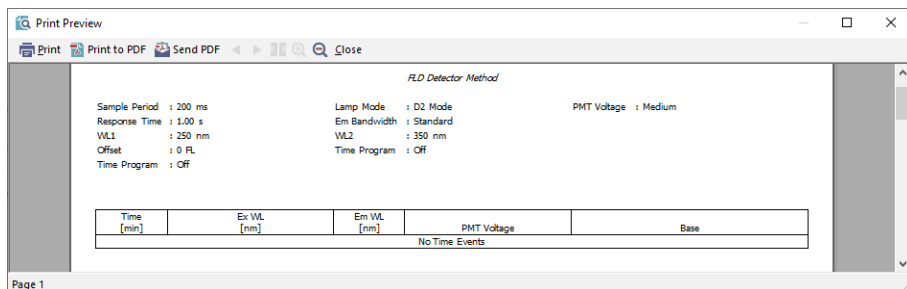 Print Preview
Print Print to PDF Send PDF Close
FLD Detector Method
Sample Period : 200 ms Lamp Mode : D2 Mode PMT Voltage : Medium
Response Time : 1.00 s Em Bandwidth : Standard
WL1 : 250 nm WL2 : 350 nm
Offset : 0 FL Time Program : Off
Time Program : Off
Time Ex WL Em WL
[min] [nm] [nm] PMT Voltage Base
No Time Events
Page 1